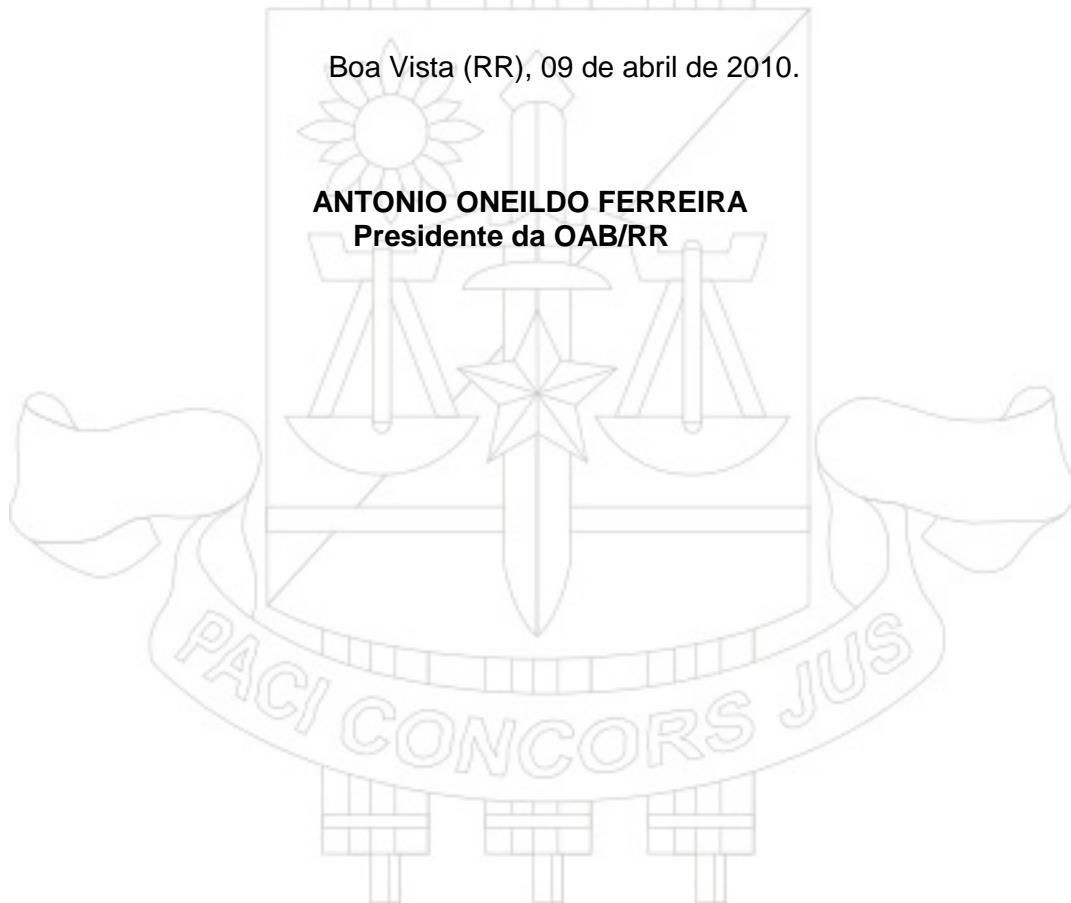 Boa Vista (RR), 09 de abril de 2010.
ANTONIO ONEILDO FERREIRA
Presidente da OAB/RR
PACI CONCORS JUS